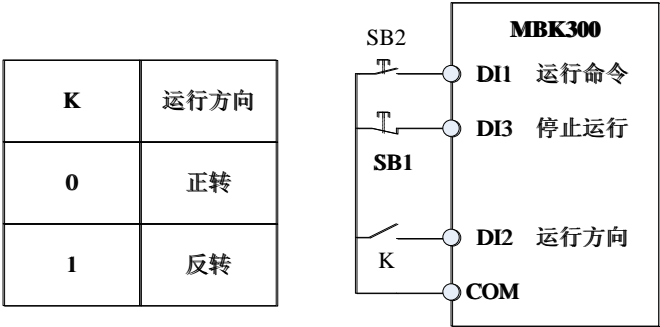 K 运行方向
0 正转
1 反转
MBK300
SB2
DI1 运行命令
DI3 停止运行
SB1
DI2 运行方向
K
COM